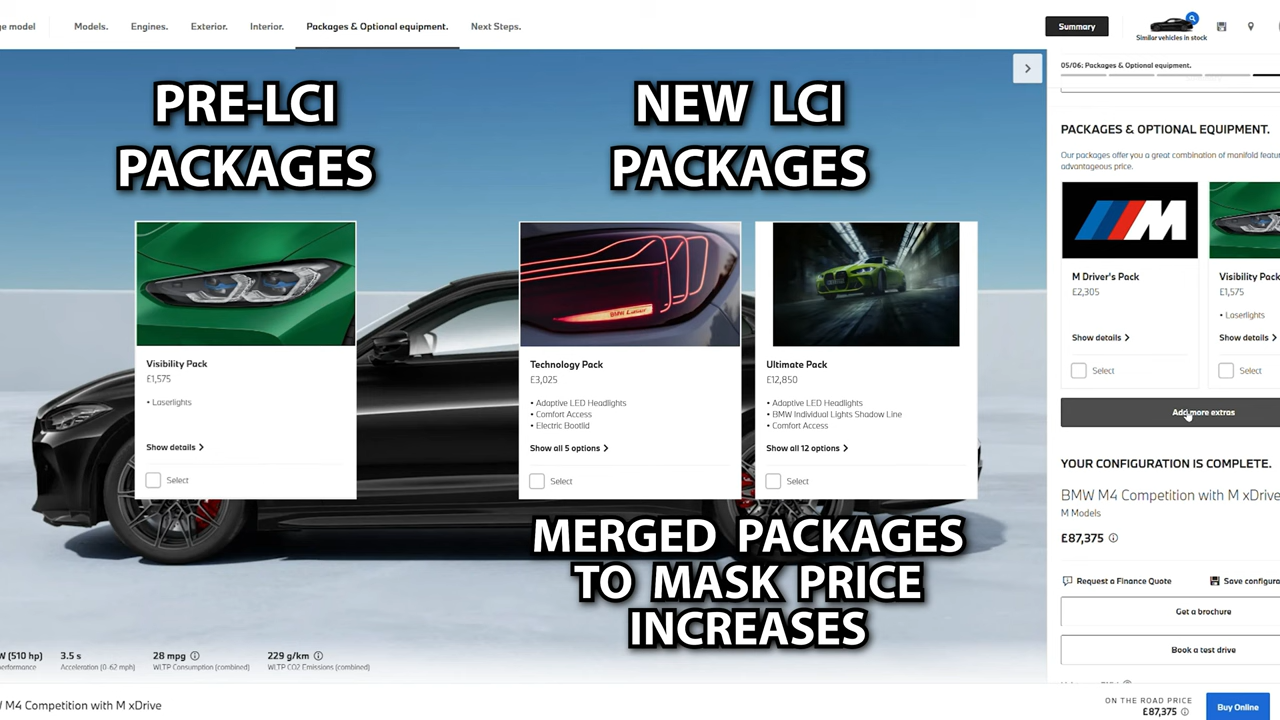 ge model
Models.
Engines.
Exterior.
Interior.
Packages & Optional equipment.
Next Steps.
Summary
Similar vehicles in stock
PRE-LCI
PACKAGES
NEW LCI
PACKAGES
Visibility Pack
£1,575
• Laserlights
Show details
Select
BMW Laser
Technology Pack
£3,025
• Adaptive LED Headlights
• Comfort Access
• Electric Bootlid
Show all 5 options
Select
Ultimate Pack
£12,850
• Adaptive LED Headlights
• BMW Individual Lights Shadow Line
• Comfort Access
Show all 12 options
Select
MERGED PACKAGES
TO MASK PRICE
INCREASES
W (510 hp)
erformance
3.5 s
Acceleration (0-62 mph)
28 mpg
WLTP Consumption (combined)
229 g/km
WLTP CO2 Emissions (combined)
05/06: Packages & Optional equipment.
PACKAGES & OPTIONAL EQUIPMENT.
Our packages offer you a great combination of manifold featur
advantageous price.
M
M Driver's Pack
£2,305
Show details
Select
Visibility Pack
£1,575
• Laserlights
Show details
Select
Add more extras
YOUR CONFIGURATION IS COMPLETE.
BMW M4 Competition with M xDrive
M Models
£87,375
Request a Finance Quote
Save configura
Get a brochure
Book a test drive
M4 Competition with M xDrive
ON THE ROAD PRICE
£87,375
Buy Online